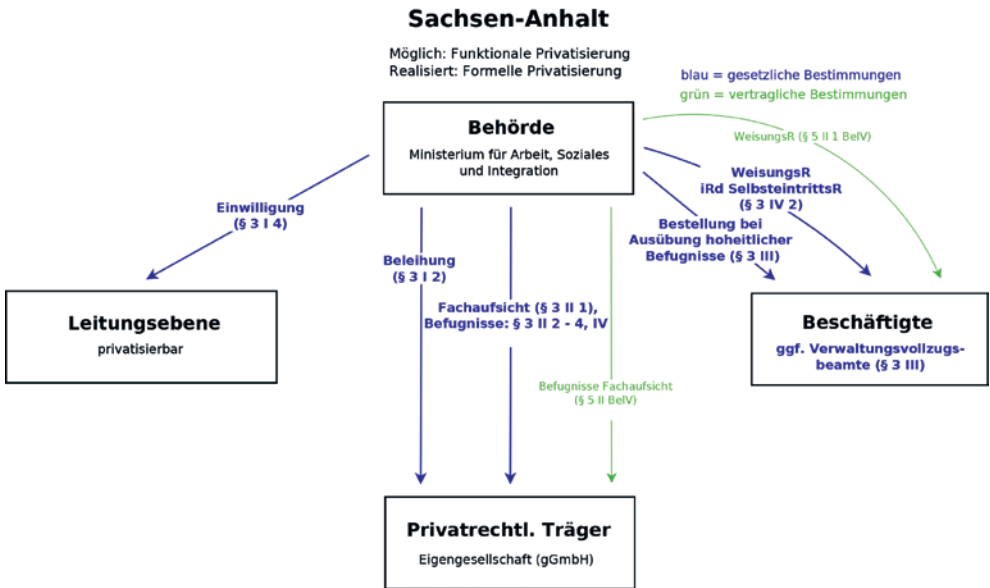 Sachsen-Anhalt
Möglich: Funktionale Privatisierung
Realisiert: Formelle Privatisierung
blau = gesetzliche Bestimmungen
grün = vertragliche Bestimmungen
Behörde
Ministerium für Arbeit, Soziales
und Integration
WeisungsR (§ 5 II 1 BelV)
WeisungsR
iRd SelbsteintrittsR
(§ 3 IV 2)
Einwilligung
(§ 3 I 4)
Bestellung bei
Ausübung hoheitlicher
Befugnisse (§ 3 III)
Beleihung
(§ 3 I 2)
Fachaufsicht (§ 3 II 1),
Befugnisse: § 3 II 2 - 4, IV
Leitungsebene
privatisierbar
Beschäftigte
ggf. Verwaltungsvollzugs-
beamte (§ 3 III)
Befugnisse Fachaufsicht
(§ 5 II BelV)
Privatrechtl. Träger
Eigengesellschaft (gGmbH)